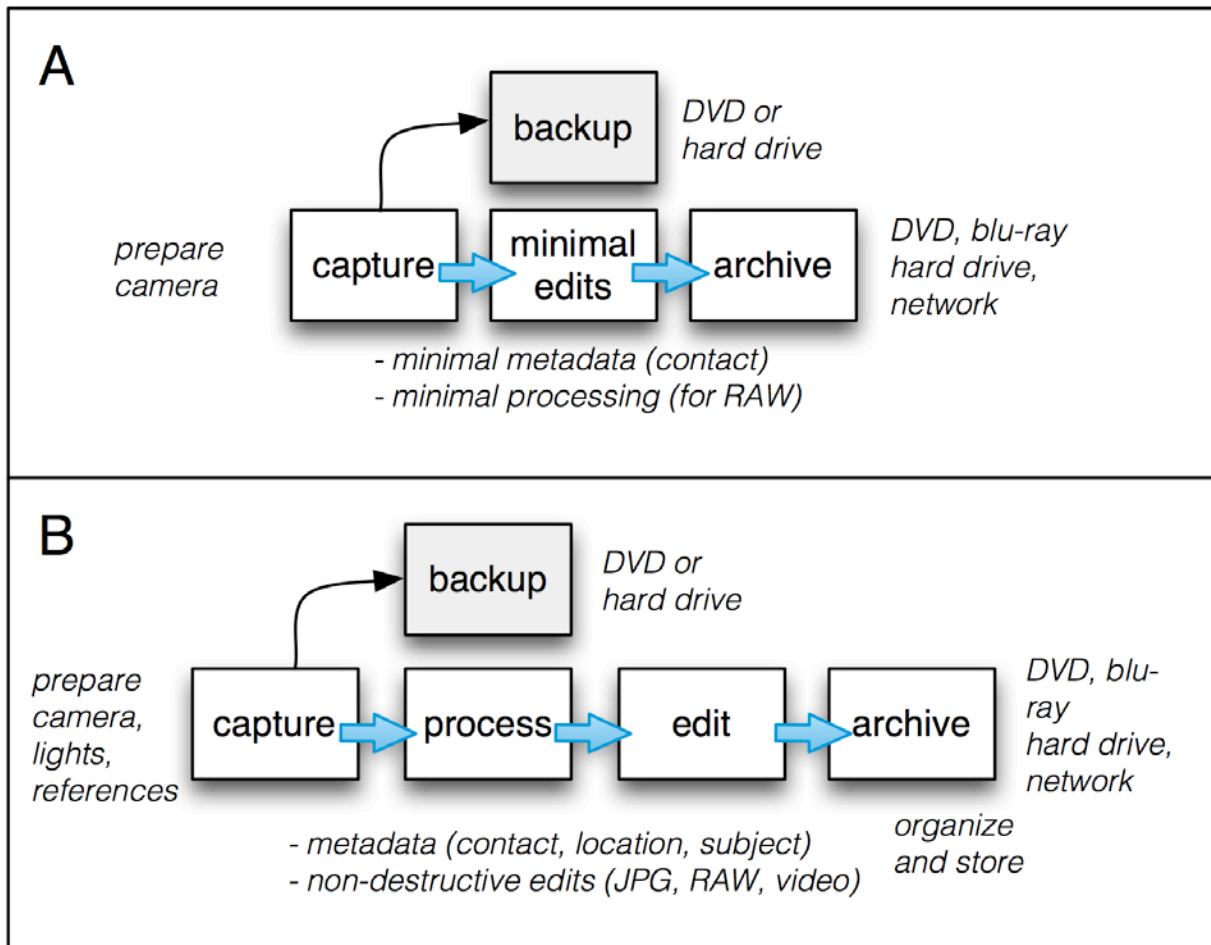 A
backup
DVD or
hard drive
prepare
camera
capture
minimal
edits
archive
DVD, blu-ray
hard drive,
network
- minimal metadata (contact)
- minimal processing (for RAW)
B
backup
DVD or
hard drive
prepare
camera,
lights,
references
capture
process
edit
archive
DVD, blu-
ray
hard drive,
network
- metadata (contact, location, subject)
- non-destructive edits (JPG, RAW, video)
organize
and store